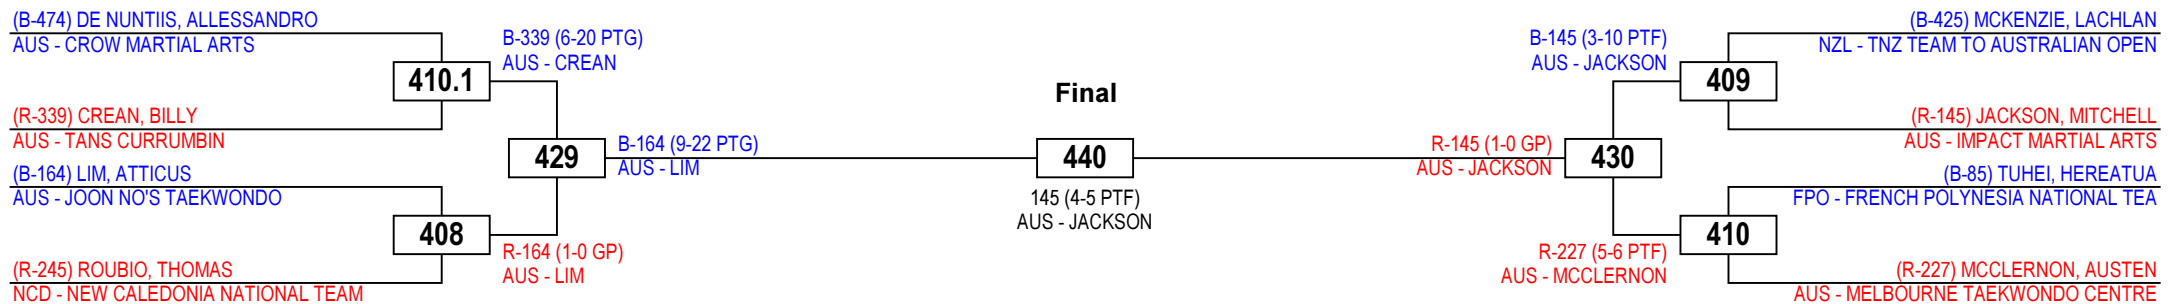 (B-474) DE NUNTIIS, ALLESSANDRO
AUS - CROW MARTIAL ARTS
B-339 (6-20 PTG)
AUS - CREAN
410.1
(R-339) CREAN, BILLY
AUS - TANS CURRUMBIN
429
B-164 (9-22 PTG)
AUS - LIM
(B-164) LIM, ATTICUS
AUS - JOON NO'S TAEKWONDO
408
R-164 (1-0 GP)
AUS - LIM
(R-245) ROUBIO, THOMAS
NCD - NEW CALEDONIA NATIONAL TEAM
Final
440
145 (4-5 PTF)
AUS - JACKSON
(B-425) MCKENZIE, LACHLAN
NZL - TNZ TEAM TO AUSTRALIAN OPEN
B-145 (3-10 PTF)
AUS - JACKSON
409
(R-145) JACKSON, MITCHELL
AUS - IMPACT MARTIAL ARTS
R-145 (1-0 GP)
AUS - JACKSON
430
(B-85) TUHEI, HEREATUA
FPO - FRENCH POLYNESIA NATIONAL TEA
410
R-227 (5-6 PTF)
AUS - MCCLERNON
(R-227) MCCLERNON, AUSTEN
AUS - MELBOURNE TAEKWONDO CENTRE